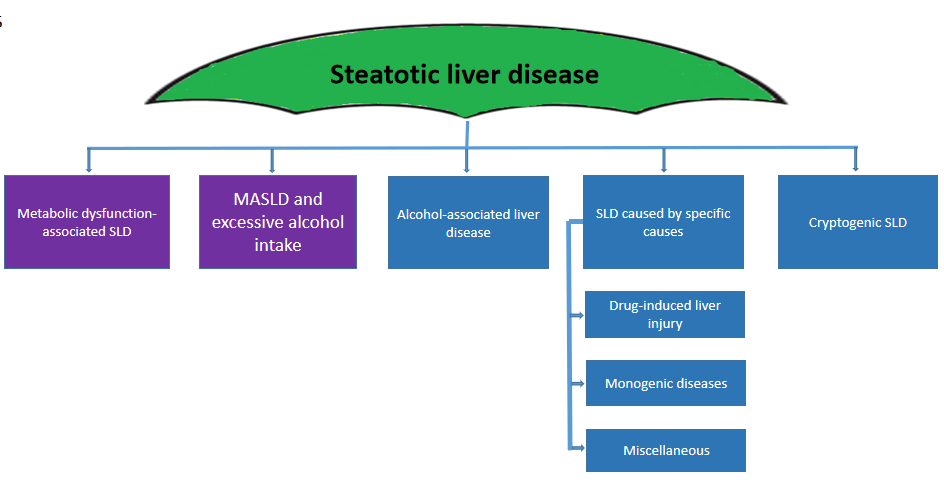 Steatotic liver disease
Metabolic dysfunction-
associated SLD
MASLD and
excessive alcohol
intake
Alcohol-associated liver
disease
SLD caused by specific
causes
Cryptogenic SLD
Drug-induced liver
injury
Monogenic diseases
Miscellaneous